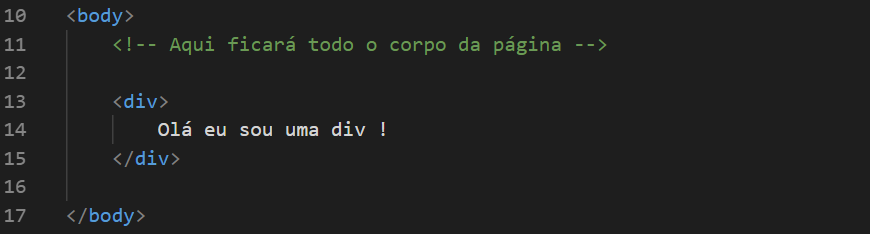 10 <body>
11 <!-- Aqui ficará todo o corpo da página -->
12
13 <div>
14 Olá eu sou uma div !
15 </div>
16
17 </body>